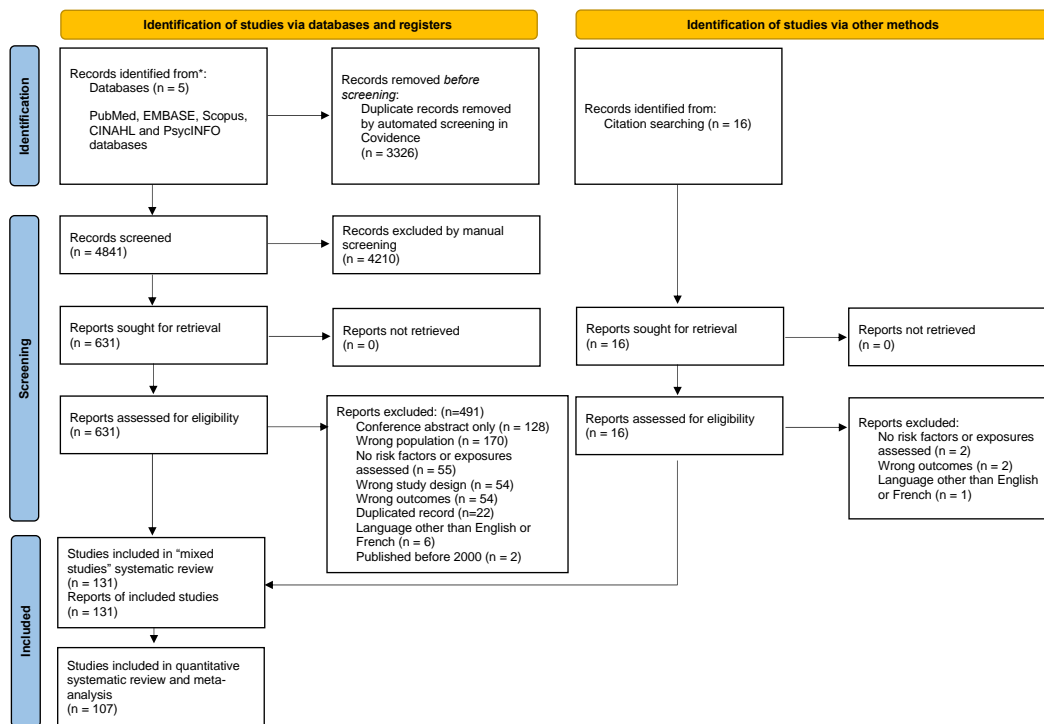 Identification of studies via databases and registers
Identification of studies via other methods
Identification
Records identified from*:
Databases (n = 5)
PubMed, EMBASE, Scopus,
CINAHL and PsycINFO
databases
Records removed before
screening:
Duplicate records removed
by automated screening in
Covidence
(n = 3326)
Records identified from:
Citation searching (n = 16)
Screening
Records screened
(n = 4841)
Records excluded by manual
screening
(n = 4210)
Reports sought for retrieval
(n = 631)
Reports not retrieved
(n = 0)
Reports sought for retrieval
(n = 16)
Reports not retrieved
(n = 0)
Reports assessed for eligibility
(n = 631)
Reports excluded: (n=491)
Conference abstract only (n = 128)
Wrong population (n = 170)
No risk factors or exposures
assessed (n = 55)
Wrong study design (n = 54)
Wrong outcomes (n = 54)
Duplicated record (n=22)
Language other than English or
French (n = 6)
Published before 2000 (n = 2)
Reports assessed for eligibility
(n = 16)
Reports excluded:
No risk factors or exposures
assessed (n = 2)
Wrong outcomes (n = 2)
Language other than English
or French (n = 1)
Included
Studies included in “mixed
studies” systematic review
(n = 131)
Reports of included studies
(n = 131)
Studies included in quantitative
systematic review and meta-
analysis
(n = 107)